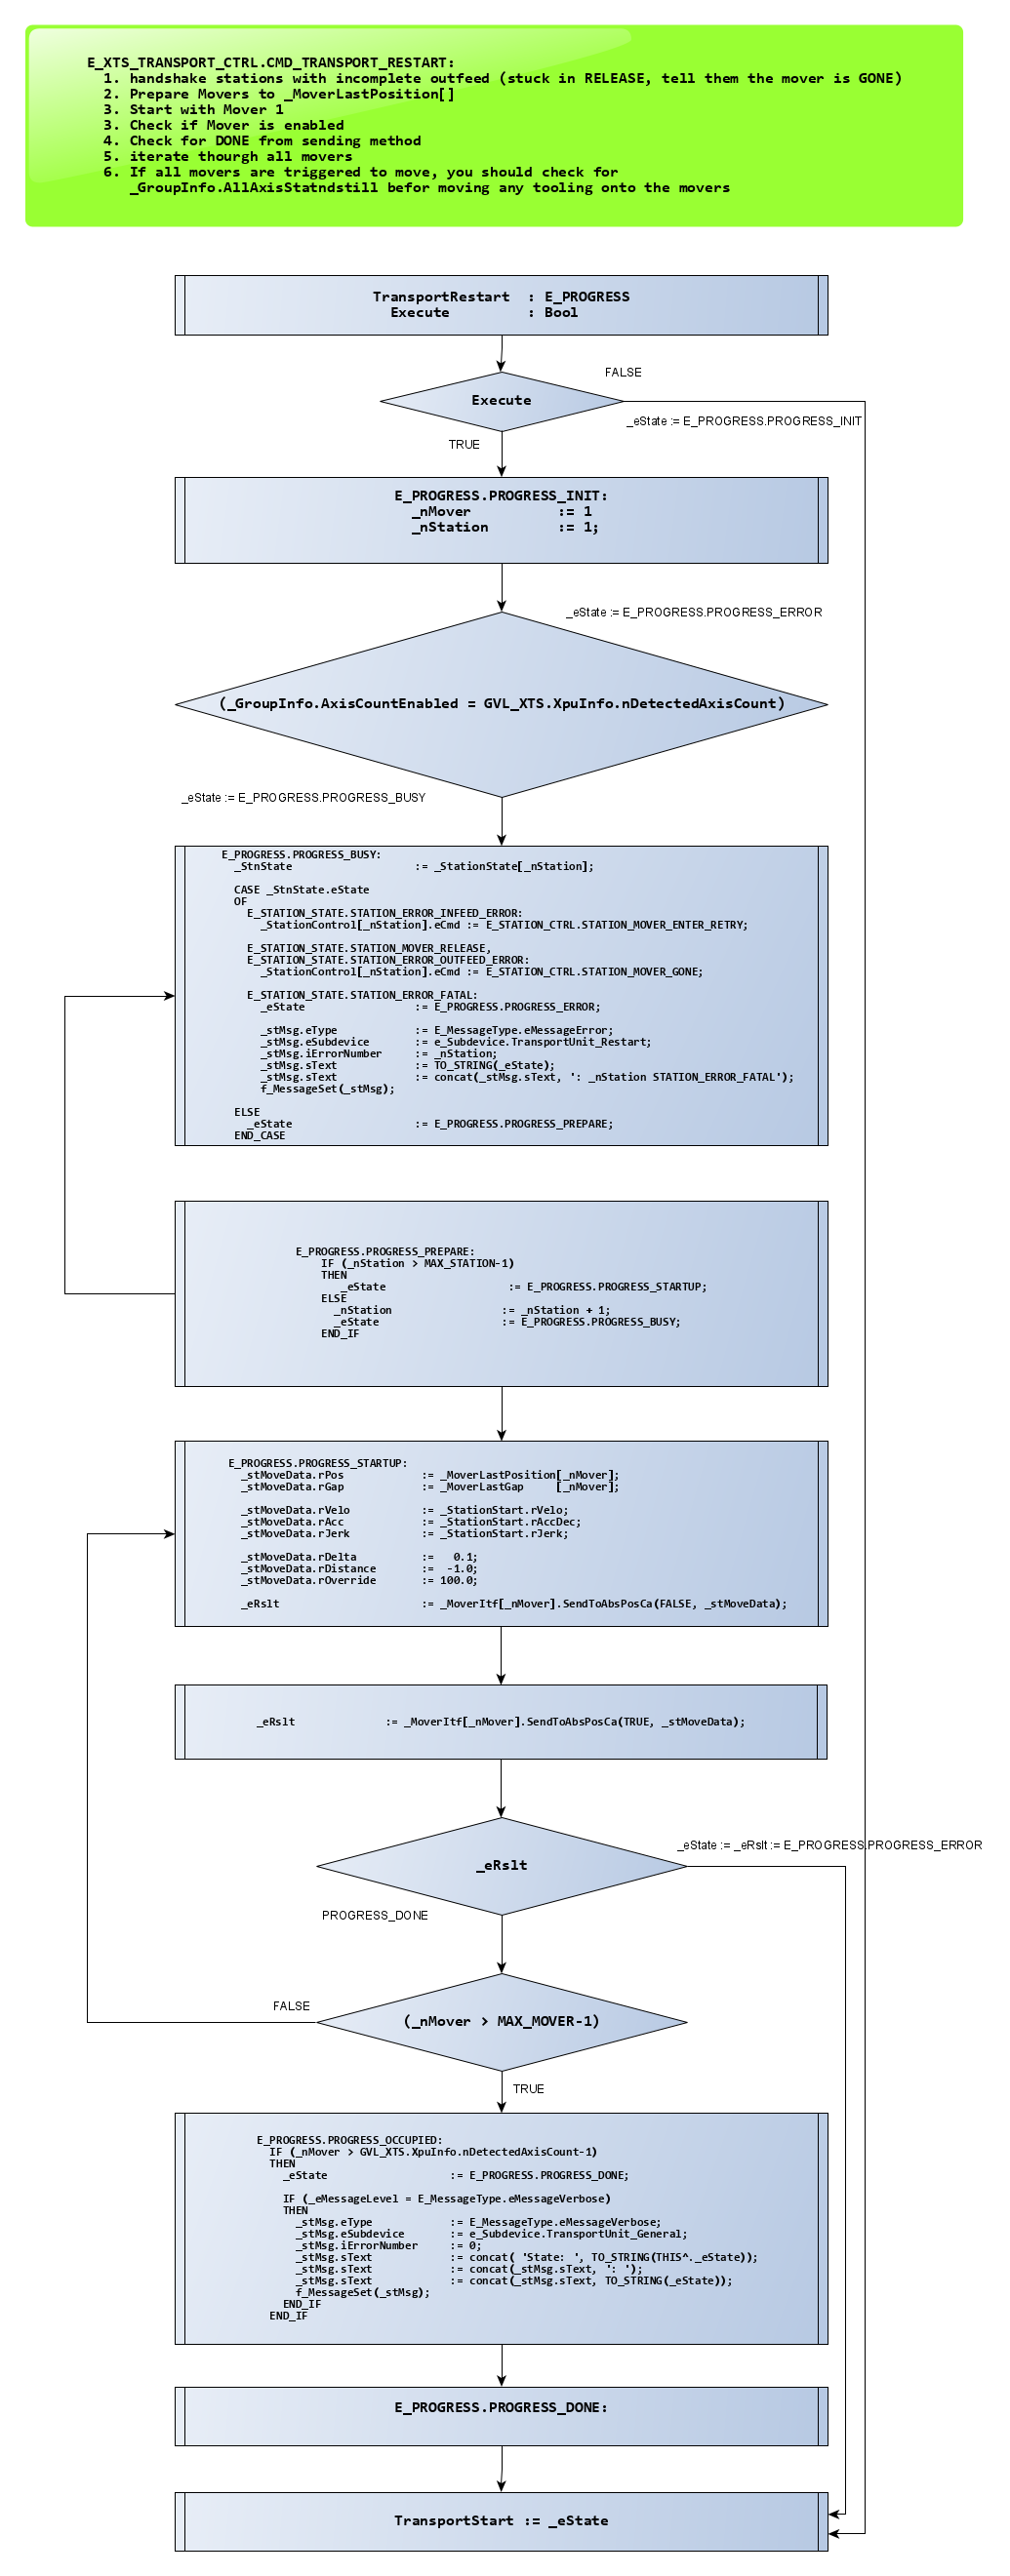 E_XTS_TRANSPORT_CTRL.CMD_TRANSPORT_RESTART:
1. handshake stations with incomplete outfeed (stuck in RELEASE, tell them the mover is GONE)
2. Prepare Movers to _MoverLastPosition[]
3. Start with Mover 1
3. Check if Mover is enabled
4. Check for DONE from sending method
5. iterate thourgh all movers
6. If all movers are triggered to move, you should check for
_GroupInfo.AllAxisStatndstill befor moving any tooling onto the movers
TransportRestart : E_PROGRESS
Execute : Bool
FALSE
Execute
_eState := E_PROGRESS.PROGRESS_INIT
TRUE
E_PROGRESS.PROGRESS_INIT:
_nMover := 1
_nStation := 1;
_eState := E_PROGRESS.PROGRESS_ERROR
(_GroupInfo.AxisCountEnabled = GVL_XTS.XpuInfo.nDetectedAxisCount)
_eState := E_PROGRESS.PROGRESS_BUSY
E_PROGRESS.PROGRESS_BUSY:
_StnState := _StationState[_nStation];
CASE _StnState.eState
OF
E_STATION_STATE.STATION_ERROR_INFEED_ERROR:
_StationControl[_nStation].eCmd := E_STATION_CTRL.STATION_MOVER_ENTER_RETRY;
E_STATION_STATE.STATION_MOVER_RELEASE,
E_STATION_STATE.STATION_ERROR_OUTFEED_ERROR:
_StationControl[_nStation].eCmd := E_STATION_CTRL.STATION_MOVER_GONE;
E_STATION_STATE.STATION_ERROR_FATAL:
_eState := E_PROGRESS.PROGRESS_ERROR;
_stMsg.eType := E_MessageType.eMessageError;
_stMsg.eSubdevice := e_Subdevice.TransportUnit_Restart;
_stMsg.iErrorNumber := _nStation;
_stMsg.sText := TO_STRING(_eState);
_stMsg.sText := concat(_stMsg.sText, ': _nStation STATION_ERROR_FATAL');
f_MessageSet(_stMsg);
ELSE
_eState := E_PROGRESS.PROGRESS_PREPARE;
END_CASE
E_PROGRESS.PROGRESS_PREPARE:
IF (_nStation > MAX_STATION-1)
THEN
_eState := E_PROGRESS.PROGRESS_STARTUP;
ELSE
_nStation := _nStation + 1;
_eState := E_PROGRESS.PROGRESS_BUSY;
END_IF
E_PROGRESS.PROGRESS_STARTUP:
_stMoveData.rPos := _MoverLastPosition[_nMover];
_stMoveData.rGap := _MoverLastGap [_nMover];
_stMoveData.rVelo := _StationStart.rVelo;
_stMoveData.rAcc := _StationStart.rAccDec;
_stMoveData.rJerk := _StationStart.rJerk;
_stMoveData.rDelta := 0.1;
_stMoveData.rDistance := -1.0;
_stMoveData.rOverride := 100.0;
_eRslt := _MoverItf[_nMover].SendToAbsPosCa(FALSE, _stMoveData);
_eRslt := _MoverItf[_nMover].SendToAbsPosCa(TRUE, _stMoveData);
_eState := _eRslt := E_PROGRESS.PROGRESS_ERROR
_eRslt
PROGRESS_DONE
FALSE
(_nMover > MAX_MOVER-1)
TRUE
E_PROGRESS.PROGRESS_OCCUPIED:
IF (_nMover > GVL_XTS.XpuInfo.nDetectedAxisCount-1)
THEN
_eState := E_PROGRESS.PROGRESS_DONE;
IF (_eMessageLevel = E_MessageType.eMessageVerbose)
THEN
_stMsg.eType := E_MessageType.eMessageVerbose;
_stMsg.eSubdevice := e_Subdevice.TransportUnit_General;
_stMsg.iErrorNumber := 0;
_stMsg.sText := concat( 'State: ', TO_STRING(THIS^._eState));
_stMsg.sText := concat(_stMsg.sText, ': ');
_stMsg.sText := concat(_stMsg.sText, TO_STRING(_eState));
f_MessageSet(_stMsg);
END_IF
END_IF
E_PROGRESS.PROGRESS_DONE:
TransportStart := _eState